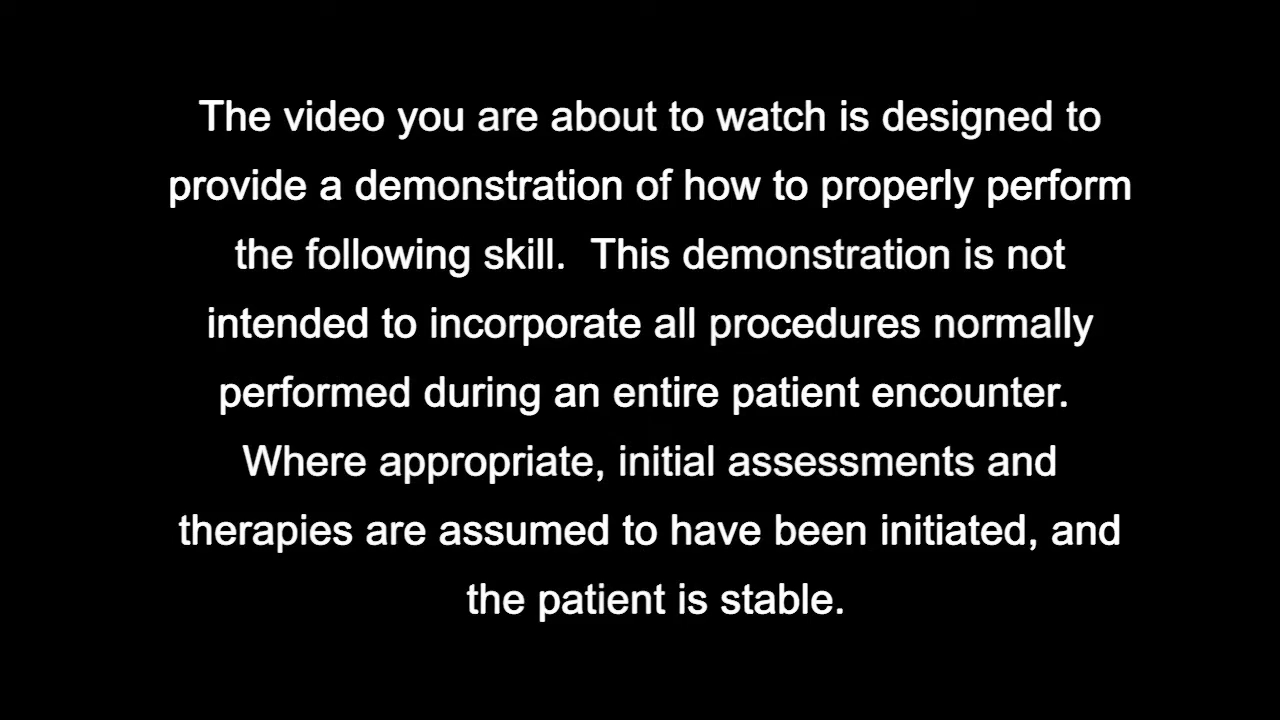 The video you are about to watch is designed to
provide a demonstration of how to properly perform
the following skill.  This demonstration is not
intended to incorporate all procedures normally
performed during an entire patient encounter.
Where appropriate, initial assessments and
therapies are assumed to have been initiated, and
the patient is stable.